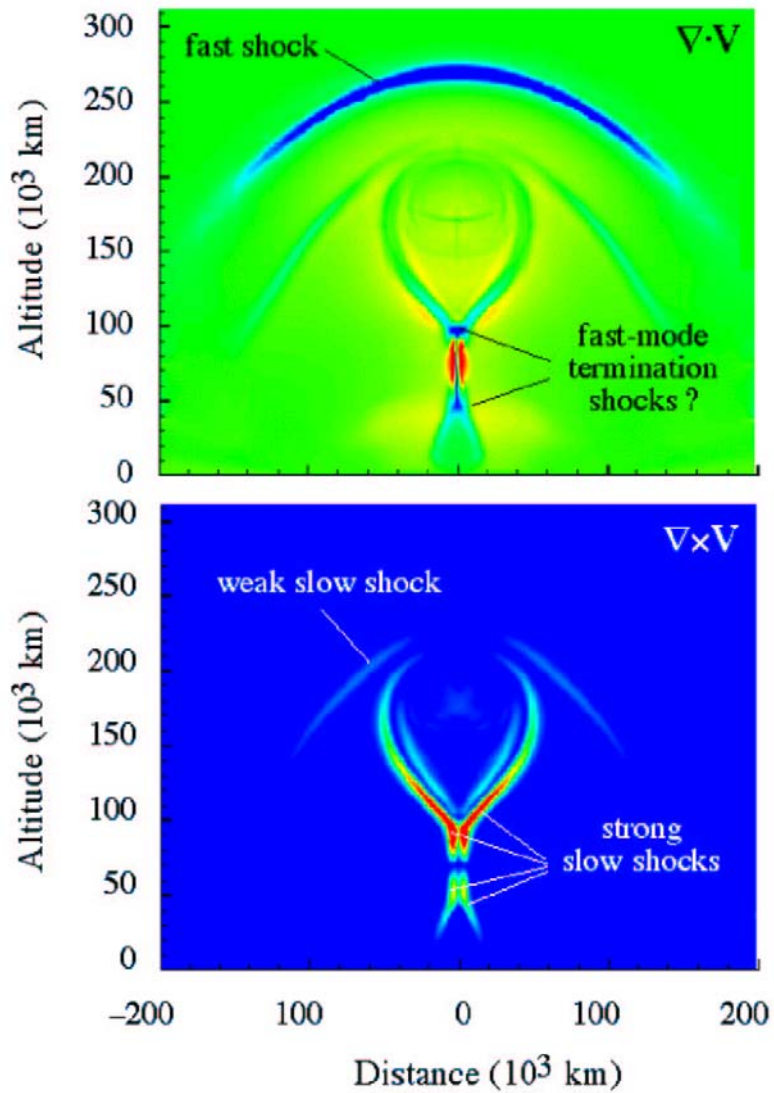 300
250
200
150
100
50
0
Altitude (10³ km)
fast shock
∇·V
fast-mode
termination
shocks ?
300
250
200
150
100
50
0
Altitude (10³ km)
∇×V
weak slow shock
strong
slow shocks
–200 100 0 100 200
Distance (10³ km)